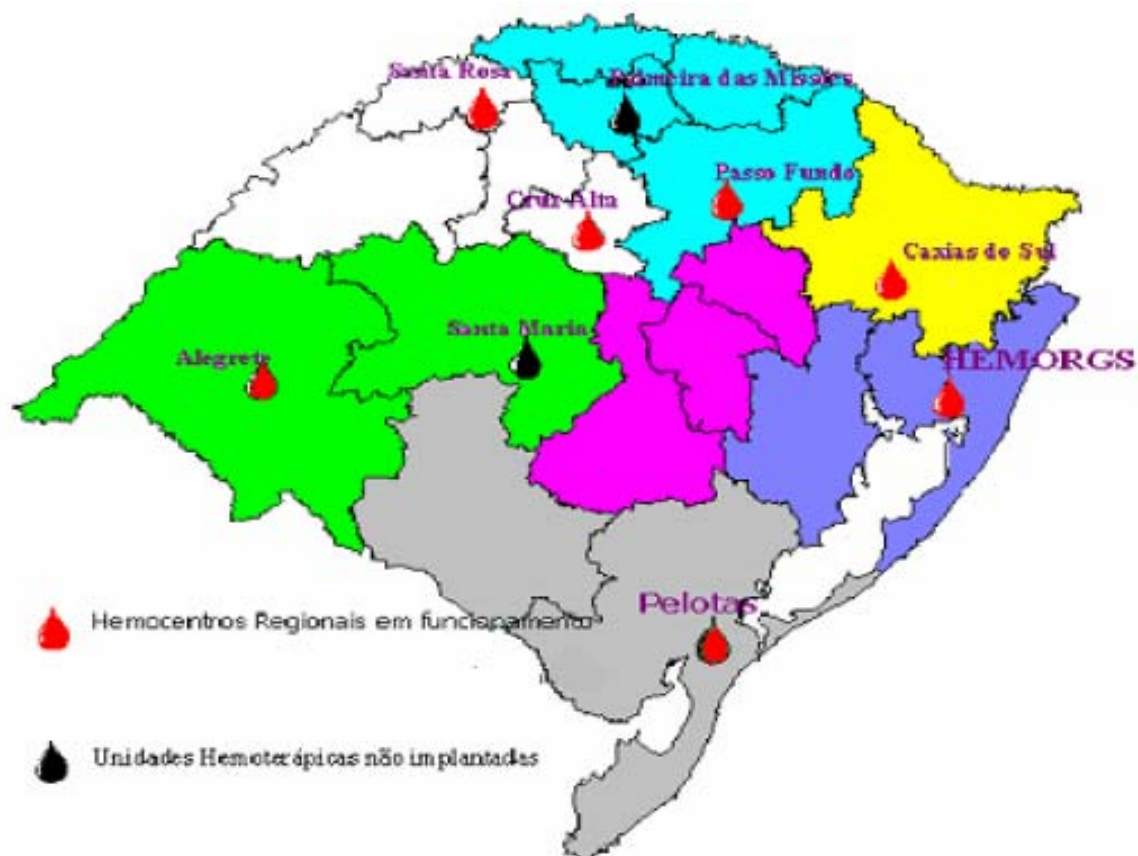 Santa Rosa
Palmeira das Missões
Passo Fundo
Cruz Alta
Caxias do Sul
Santa Maria
Alegrete
HEMORGS
Pelotas
Hemocentros Regionais em funcionamento
Unidades Hemoterápicas não implantadas